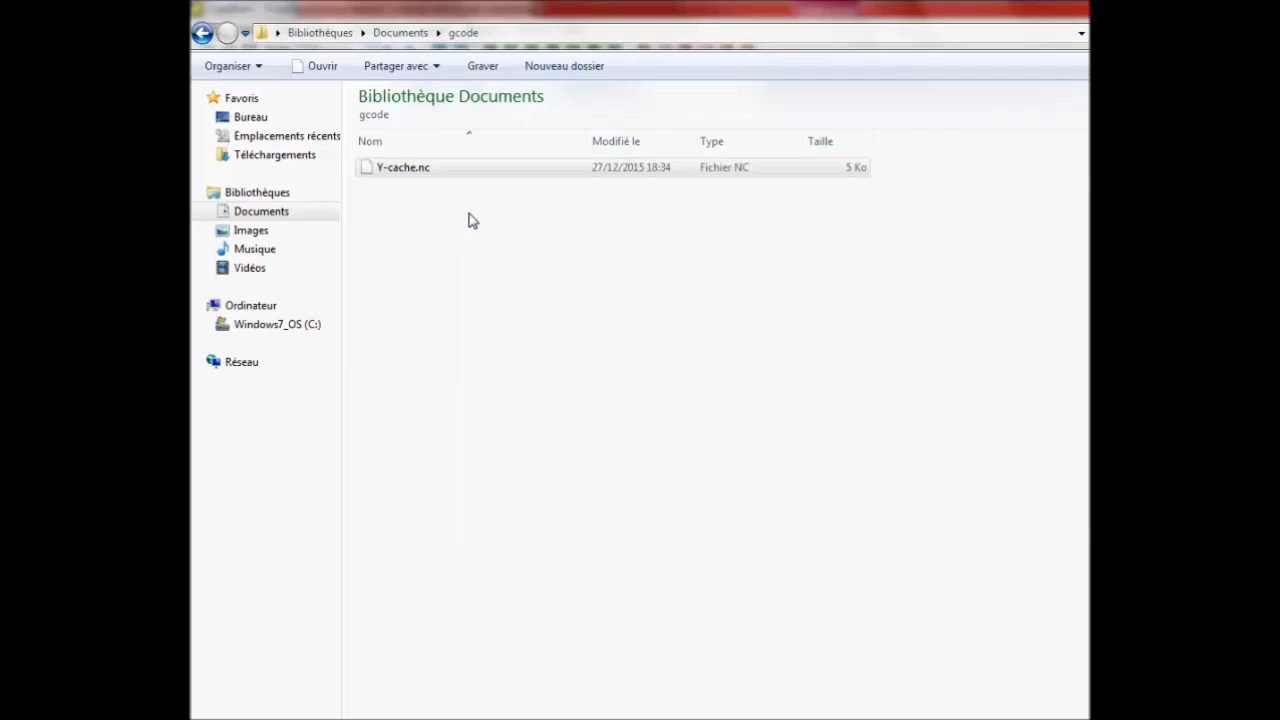 Bibliothèques Documents gcode
Organiser Ouvrir Partager avec Graver Nouveau dossier
Favoris
Bureau
Emplacements récents
Téléchargements
Bibliothèques
Documents
Images
Musique
Vidéos
Ordinateur
Windows7_OS (C:)
Réseau
Bibliothèque Documents
gcode
Nom Modifié le Type Taille
Y-cache.nc 27/12/2015 18:34 Fichier NC 5 Ko